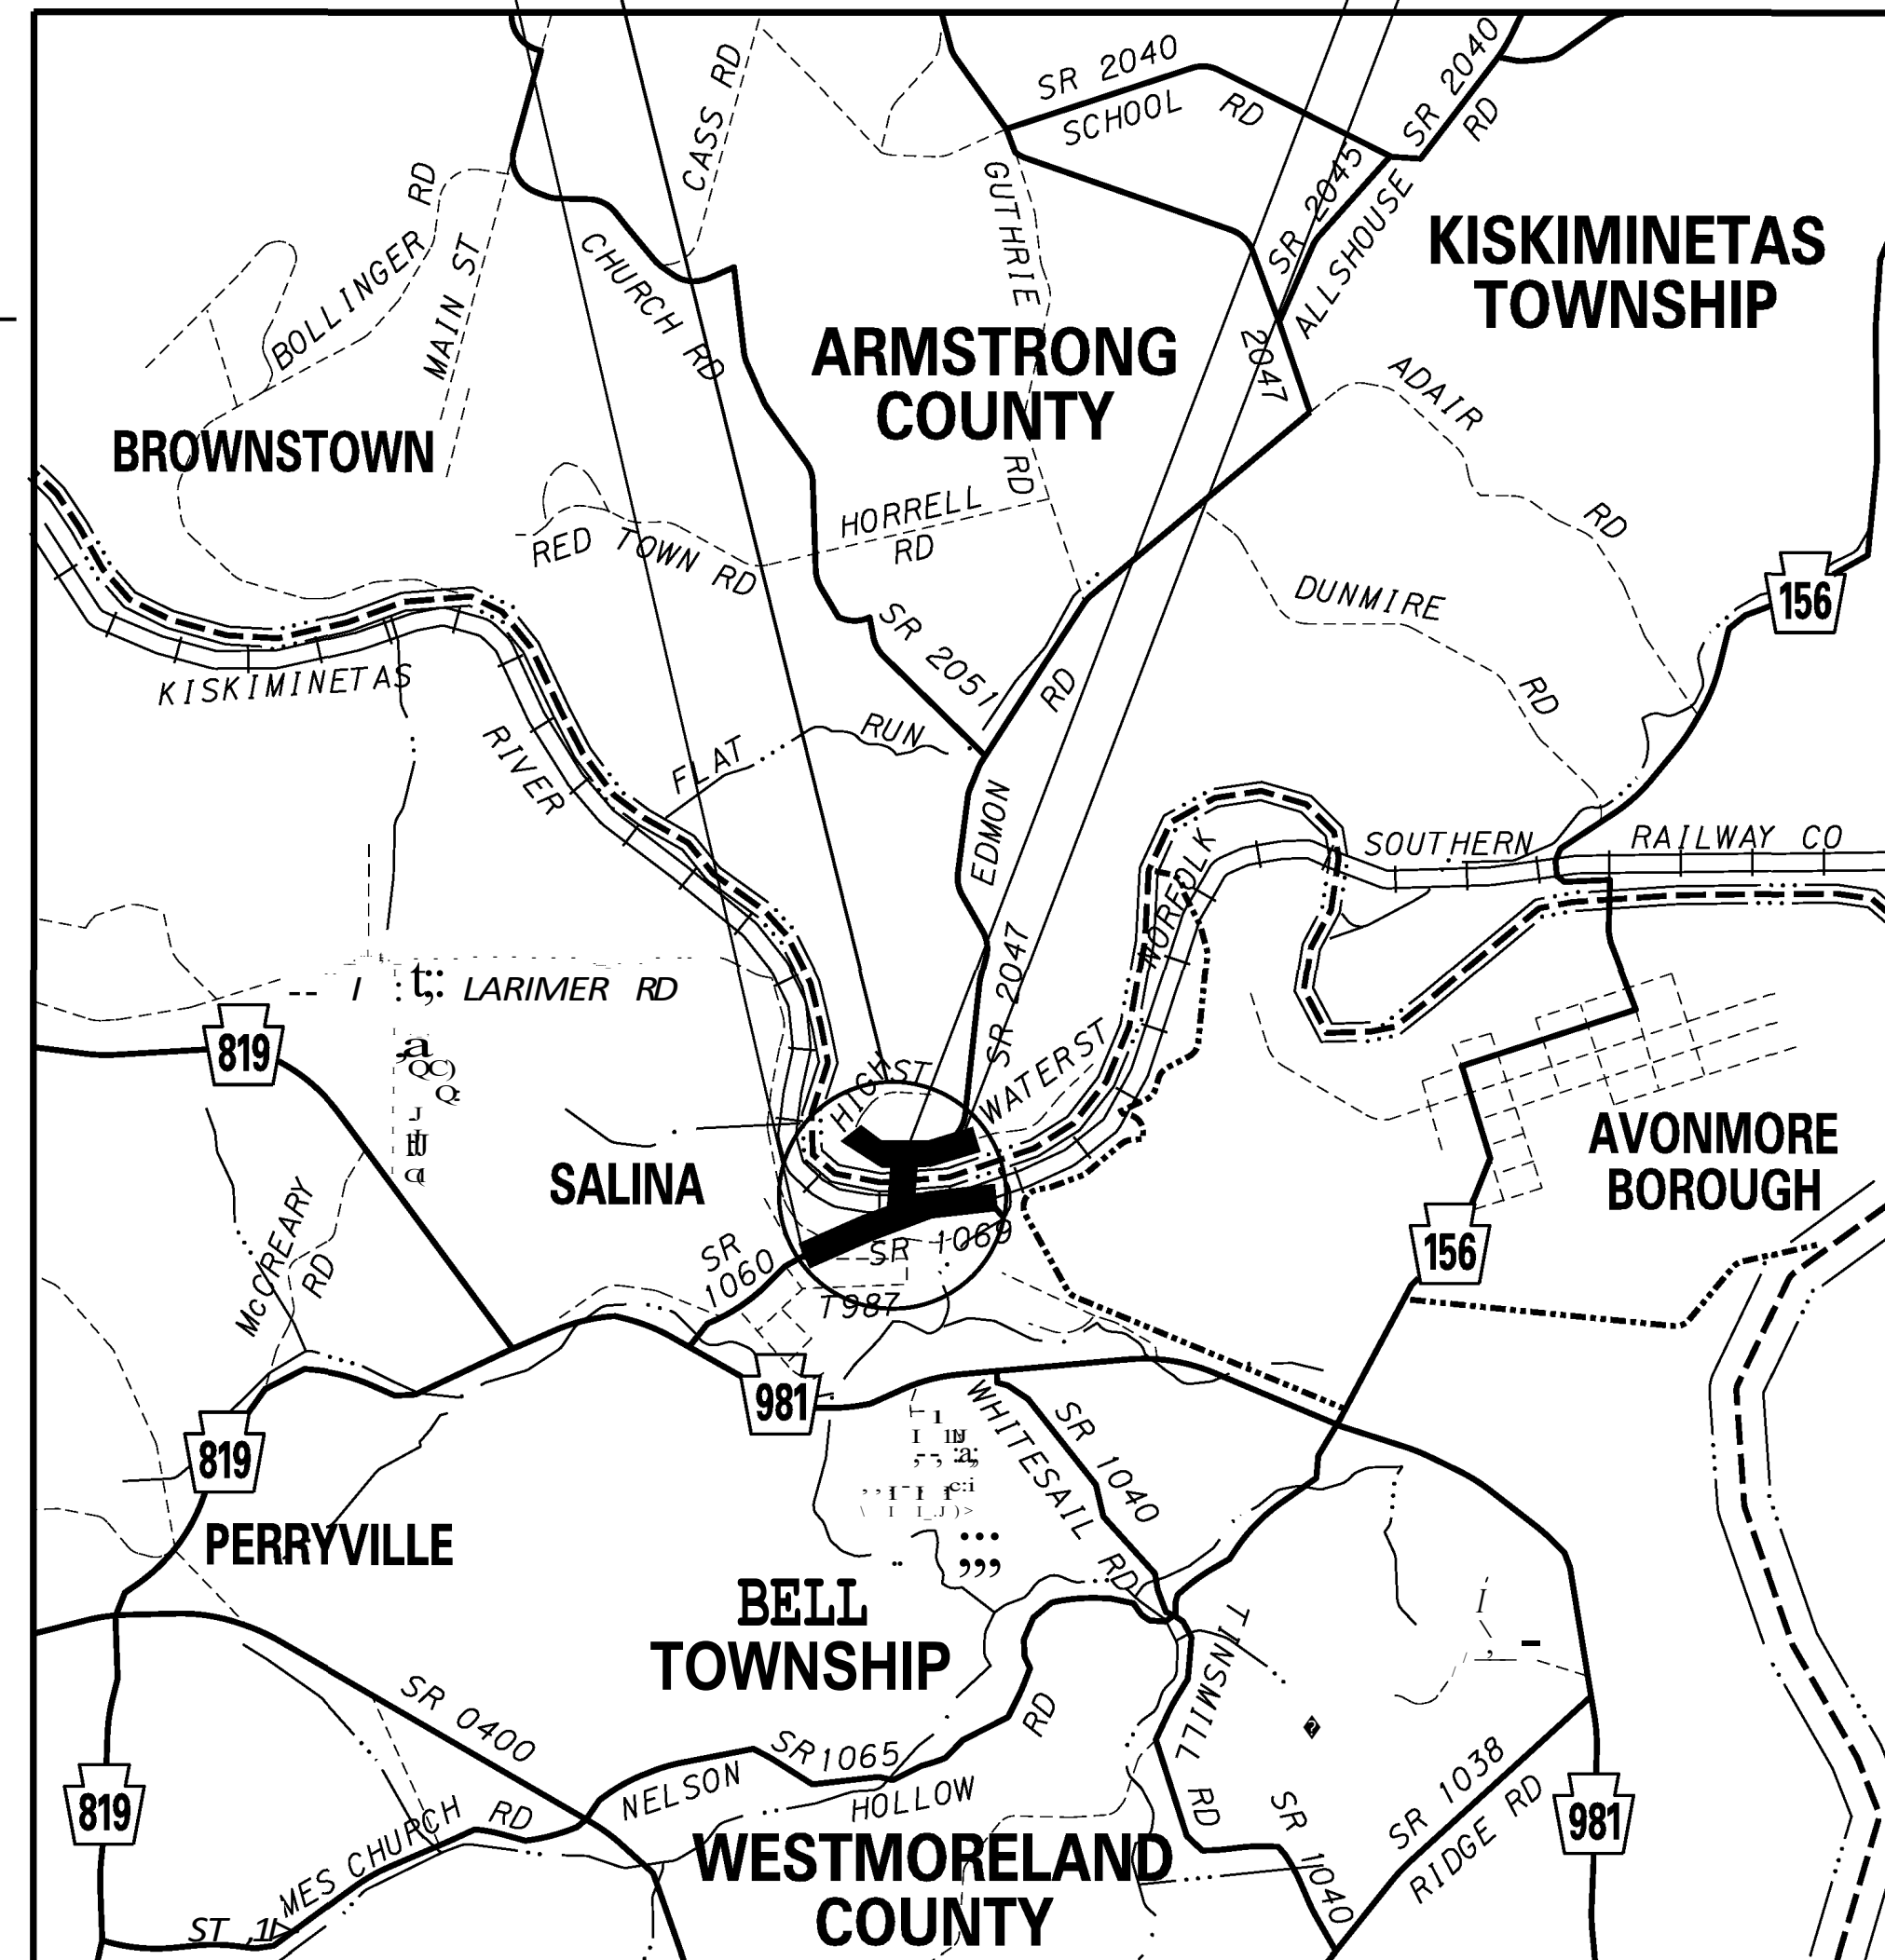 SR 2040
SCHOOL RD
SR 2040
RD
CASS RD
SR 2045
ALLSHOUSE
BOLLINGER RD
MAIN ST
CHURCH RD
GUTHRIE RD
KISKIMINETAS
TOWNSHIP
ARMSTRONG
COUNTY
2047
ADAIR RD
BROWNSTOWN
HORRELL
RD
RED TOWN RD
DUNMIRE RD
156
SR 2051
KISKIMINETAS RIVER
FLAT RUN
EDMON RD
NORFOLK SOUTHERN RAILWAY CO
SR 2047
LARIMER RD
819
HIGH ST
WATERST
AVONMORE
BOROUGH
SALINA
McCREARY
RD
SR
1060
SR 1069
T987
156
981
819
WHITESAIL RD
SR 1040
PERRYVILLE
BELL
TOWNSHIP
TINSMILL RD
SR 0400
SR1065
NELSON HOLLOW RD
SR 1038
RIDGE RD
SR 1040
819
981
MES CHURCH RD
ST
WESTMORELAND
COUNTY